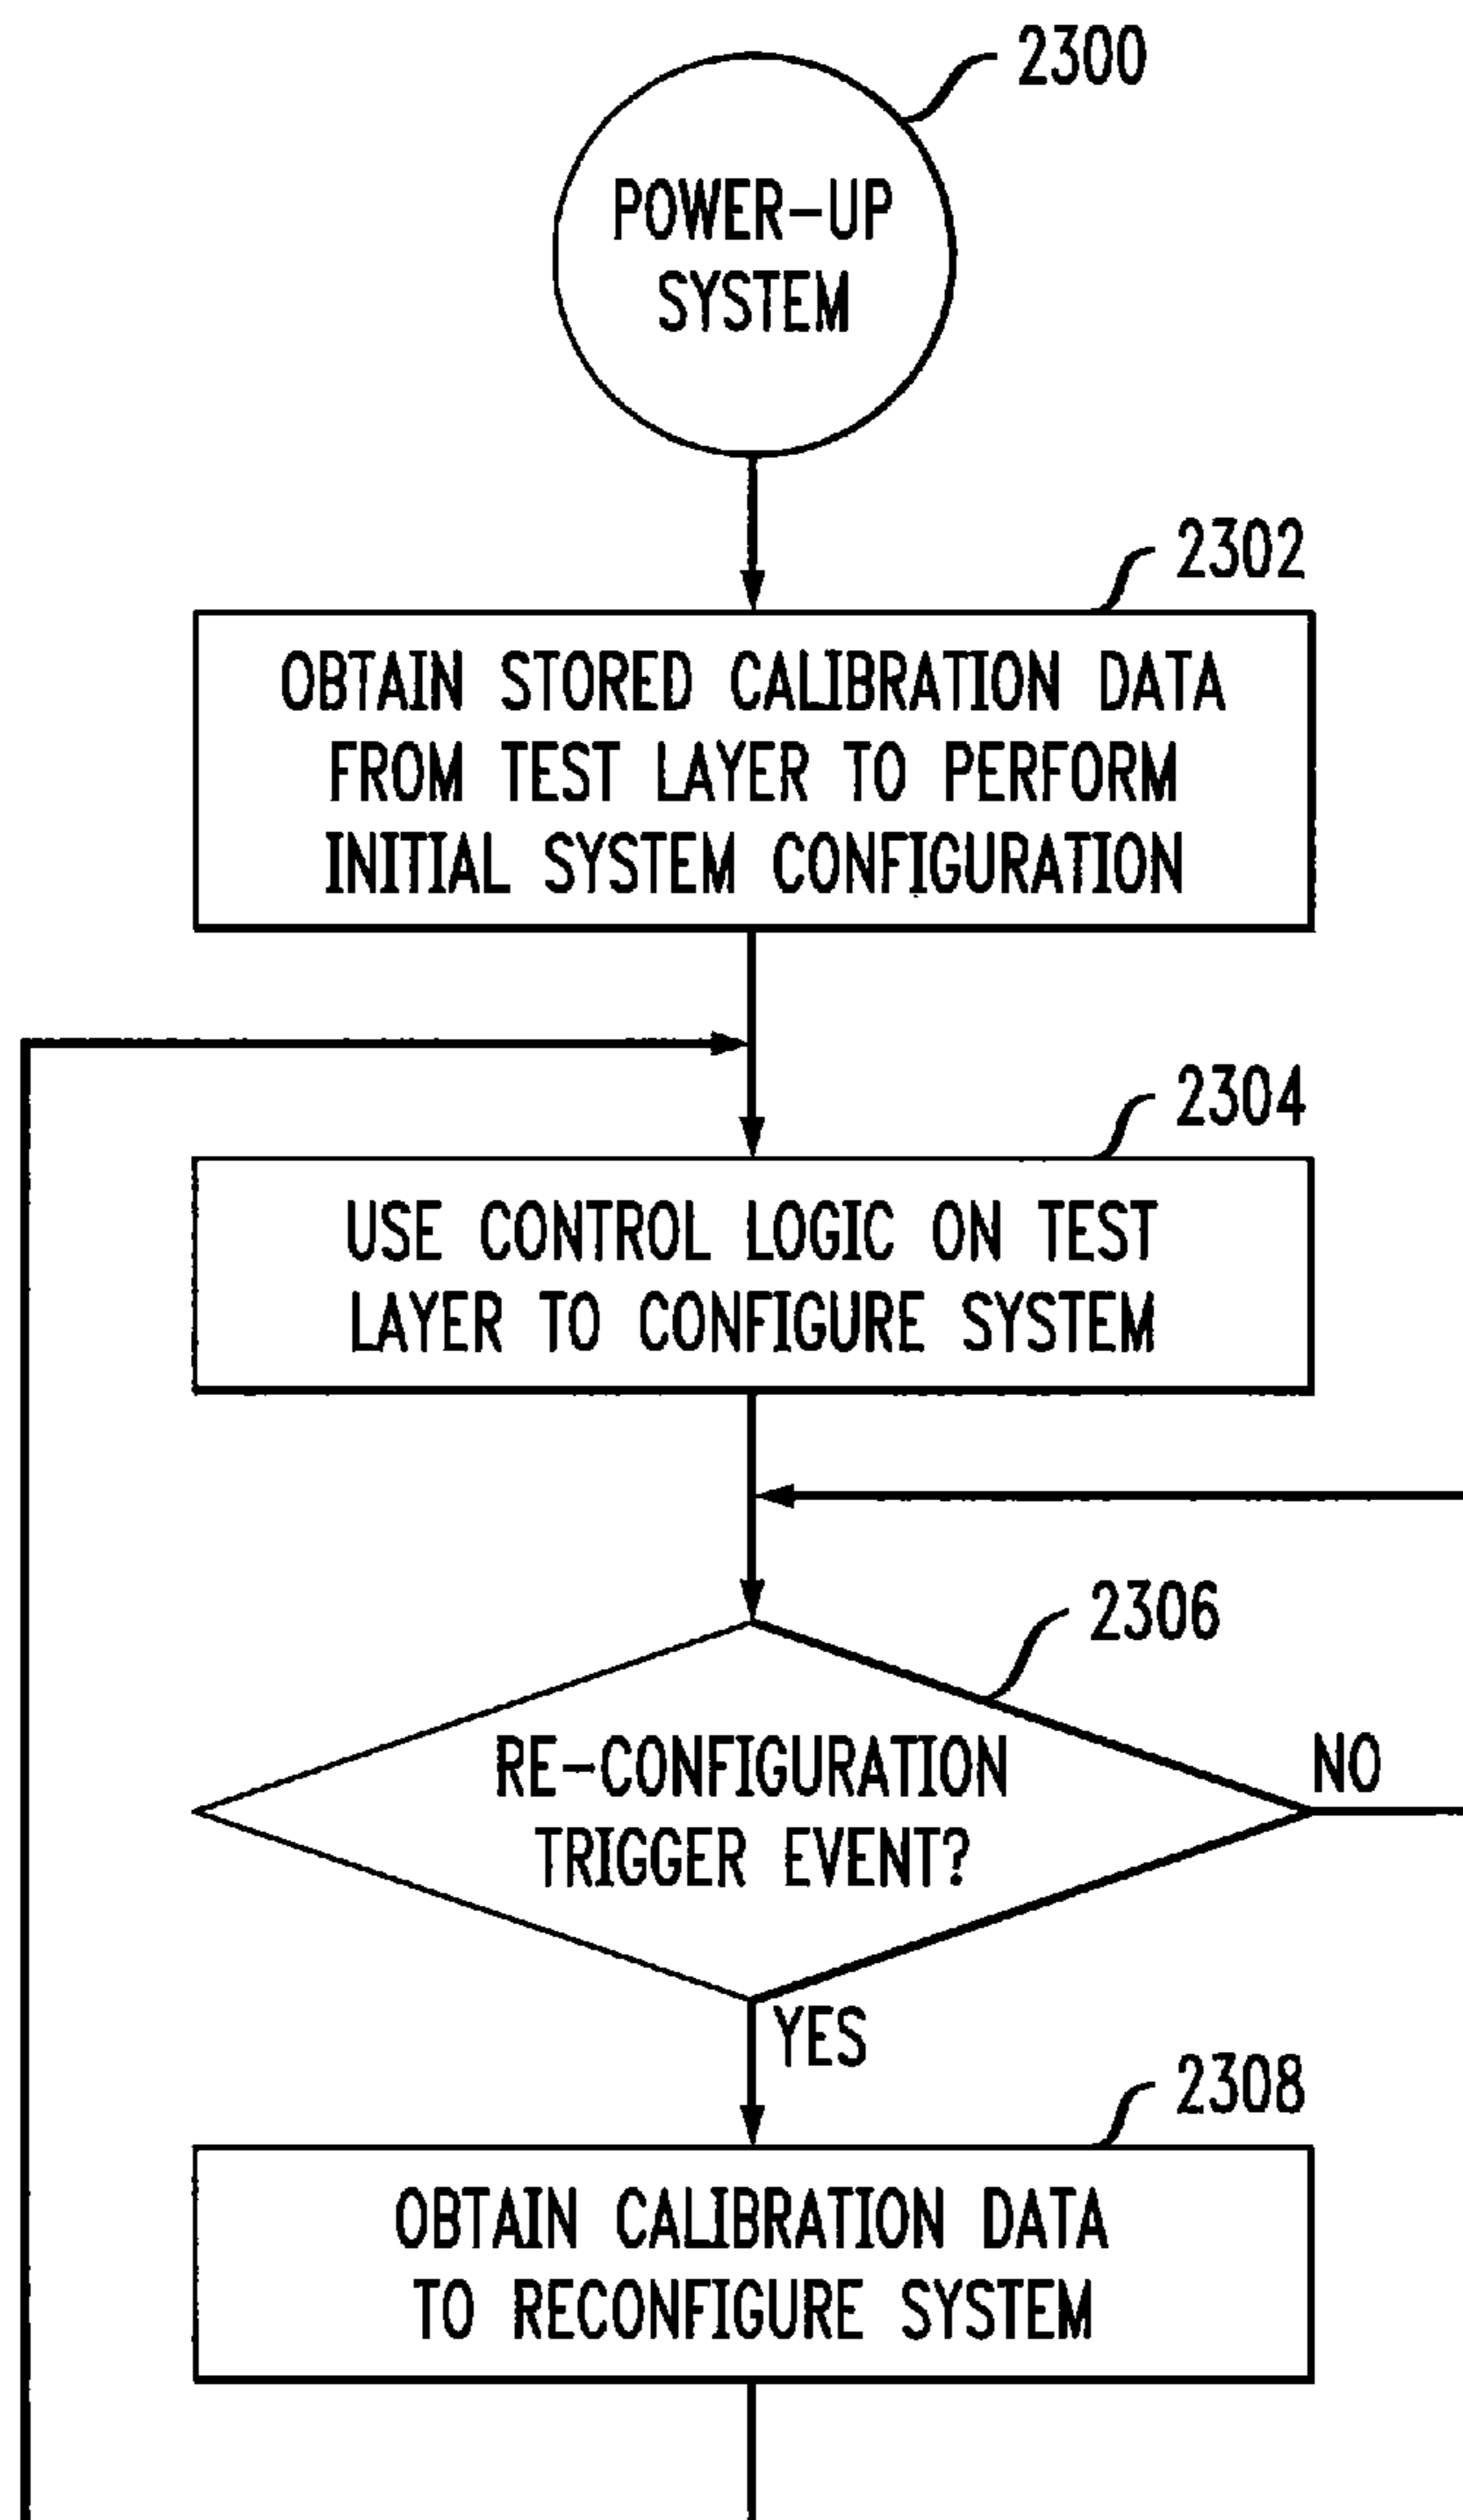 2300
POWER-UP
SYSTEM
2302
OBTAIN STORED CALIBRATION DATA
FROM TEST LAYER TO PERFORM
INITIAL SYSTEM CONFIGURATION
2304
USE CONTROL LOGIC ON TEST
LAYER TO CONFIGURE SYSTEM
2306
RE-CONFIGURATION
TRIGGER EVENT?
NO
YES
2308
OBTAIN CALIBRATION DATA
TO RECONFIGURE SYSTEM